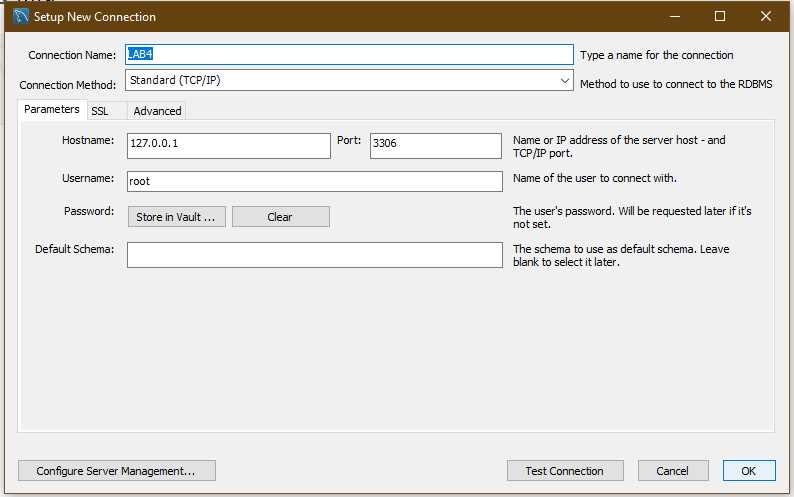 Setup New Connection
Connection Name: LAB4 Type a name for the connection
Connection Method: Standard (TCP/IP) Method to use to connect to the RDBMS
Parameters SSL Advanced
Hostname: 127.0.0.1 Port: 3306 Name or IP address of the server host - and
TCP/IP port.
Username: root Name of the user to connect with.
Password: Store in Vault ... Clear The user's password. Will be requested later if it's
not set.
Default Schema: The schema to use as default schema. Leave
blank to select it later.
Configure Server Management... Test Connection Cancel OK